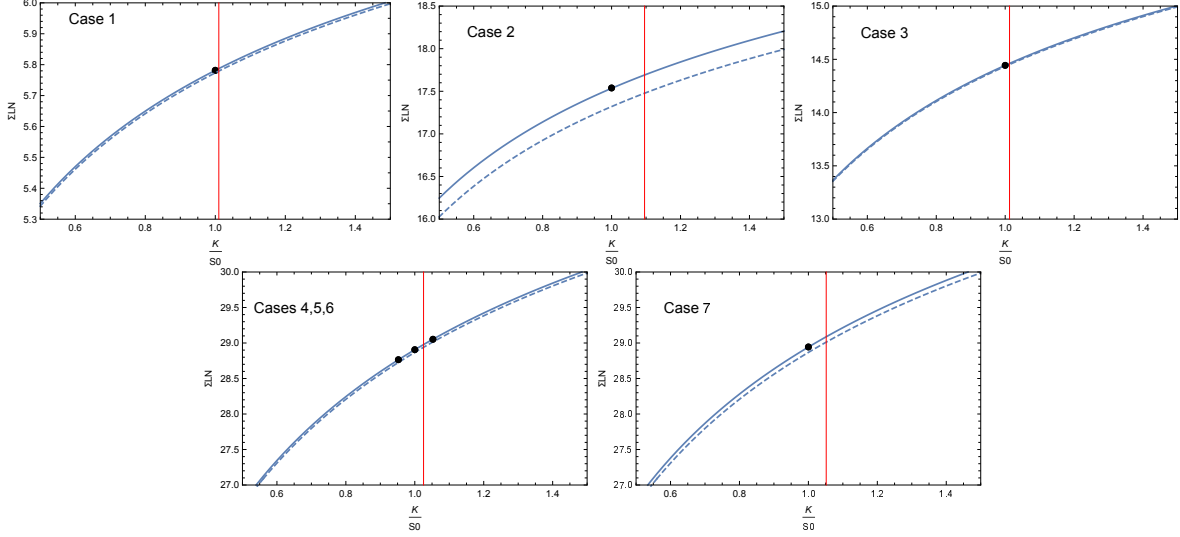 Case 1
6.0
5.9
5.8
5.7
5.6
5.5
5.4
5.3
ΣLN
0.6 0.8 1.0 1.2 1.4
K
S0
Case 2
18.5
18.0
17.5
17.0
16.5
16.0
ΣLN
0.6 0.8 1.0 1.2 1.4
K
S0
Case 3
15.0
14.5
14.0
13.5
13.0
ΣLN
0.6 0.8 1.0 1.2 1.4
K
S0
Cases 4,5,6
30.0
29.5
29.0
28.5
28.0
27.5
27.0
ΣLN
0.6 0.8 1.0 1.2 1.4
K
S0
Case 7
30.0
29.5
29.0
28.5
28.0
27.5
27.0
ΣLN
0.6 0.8 1.0 1.2 1.4
K
S0